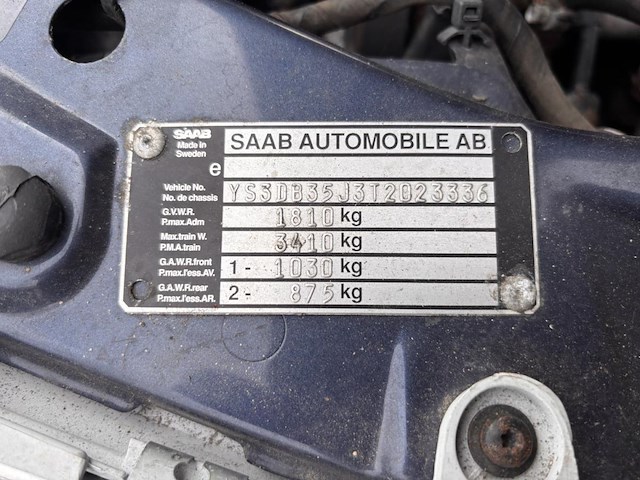 SAAB
Made in
Sweden
SAAB AUTOMOBILE AB
e
Vehicle No.
No. de chassis
YS3DB35J3T2023336
G.V.W.R.
P.max.Adm
1810 kg
Max.train W.
P.M.A.train
3410 kg
G.A.W.R.front
P.max.l'ess.AV.
1 - 1030 kg
G.A.W.R.rear
P.max.l'ess.AR.
2 - 875 kg